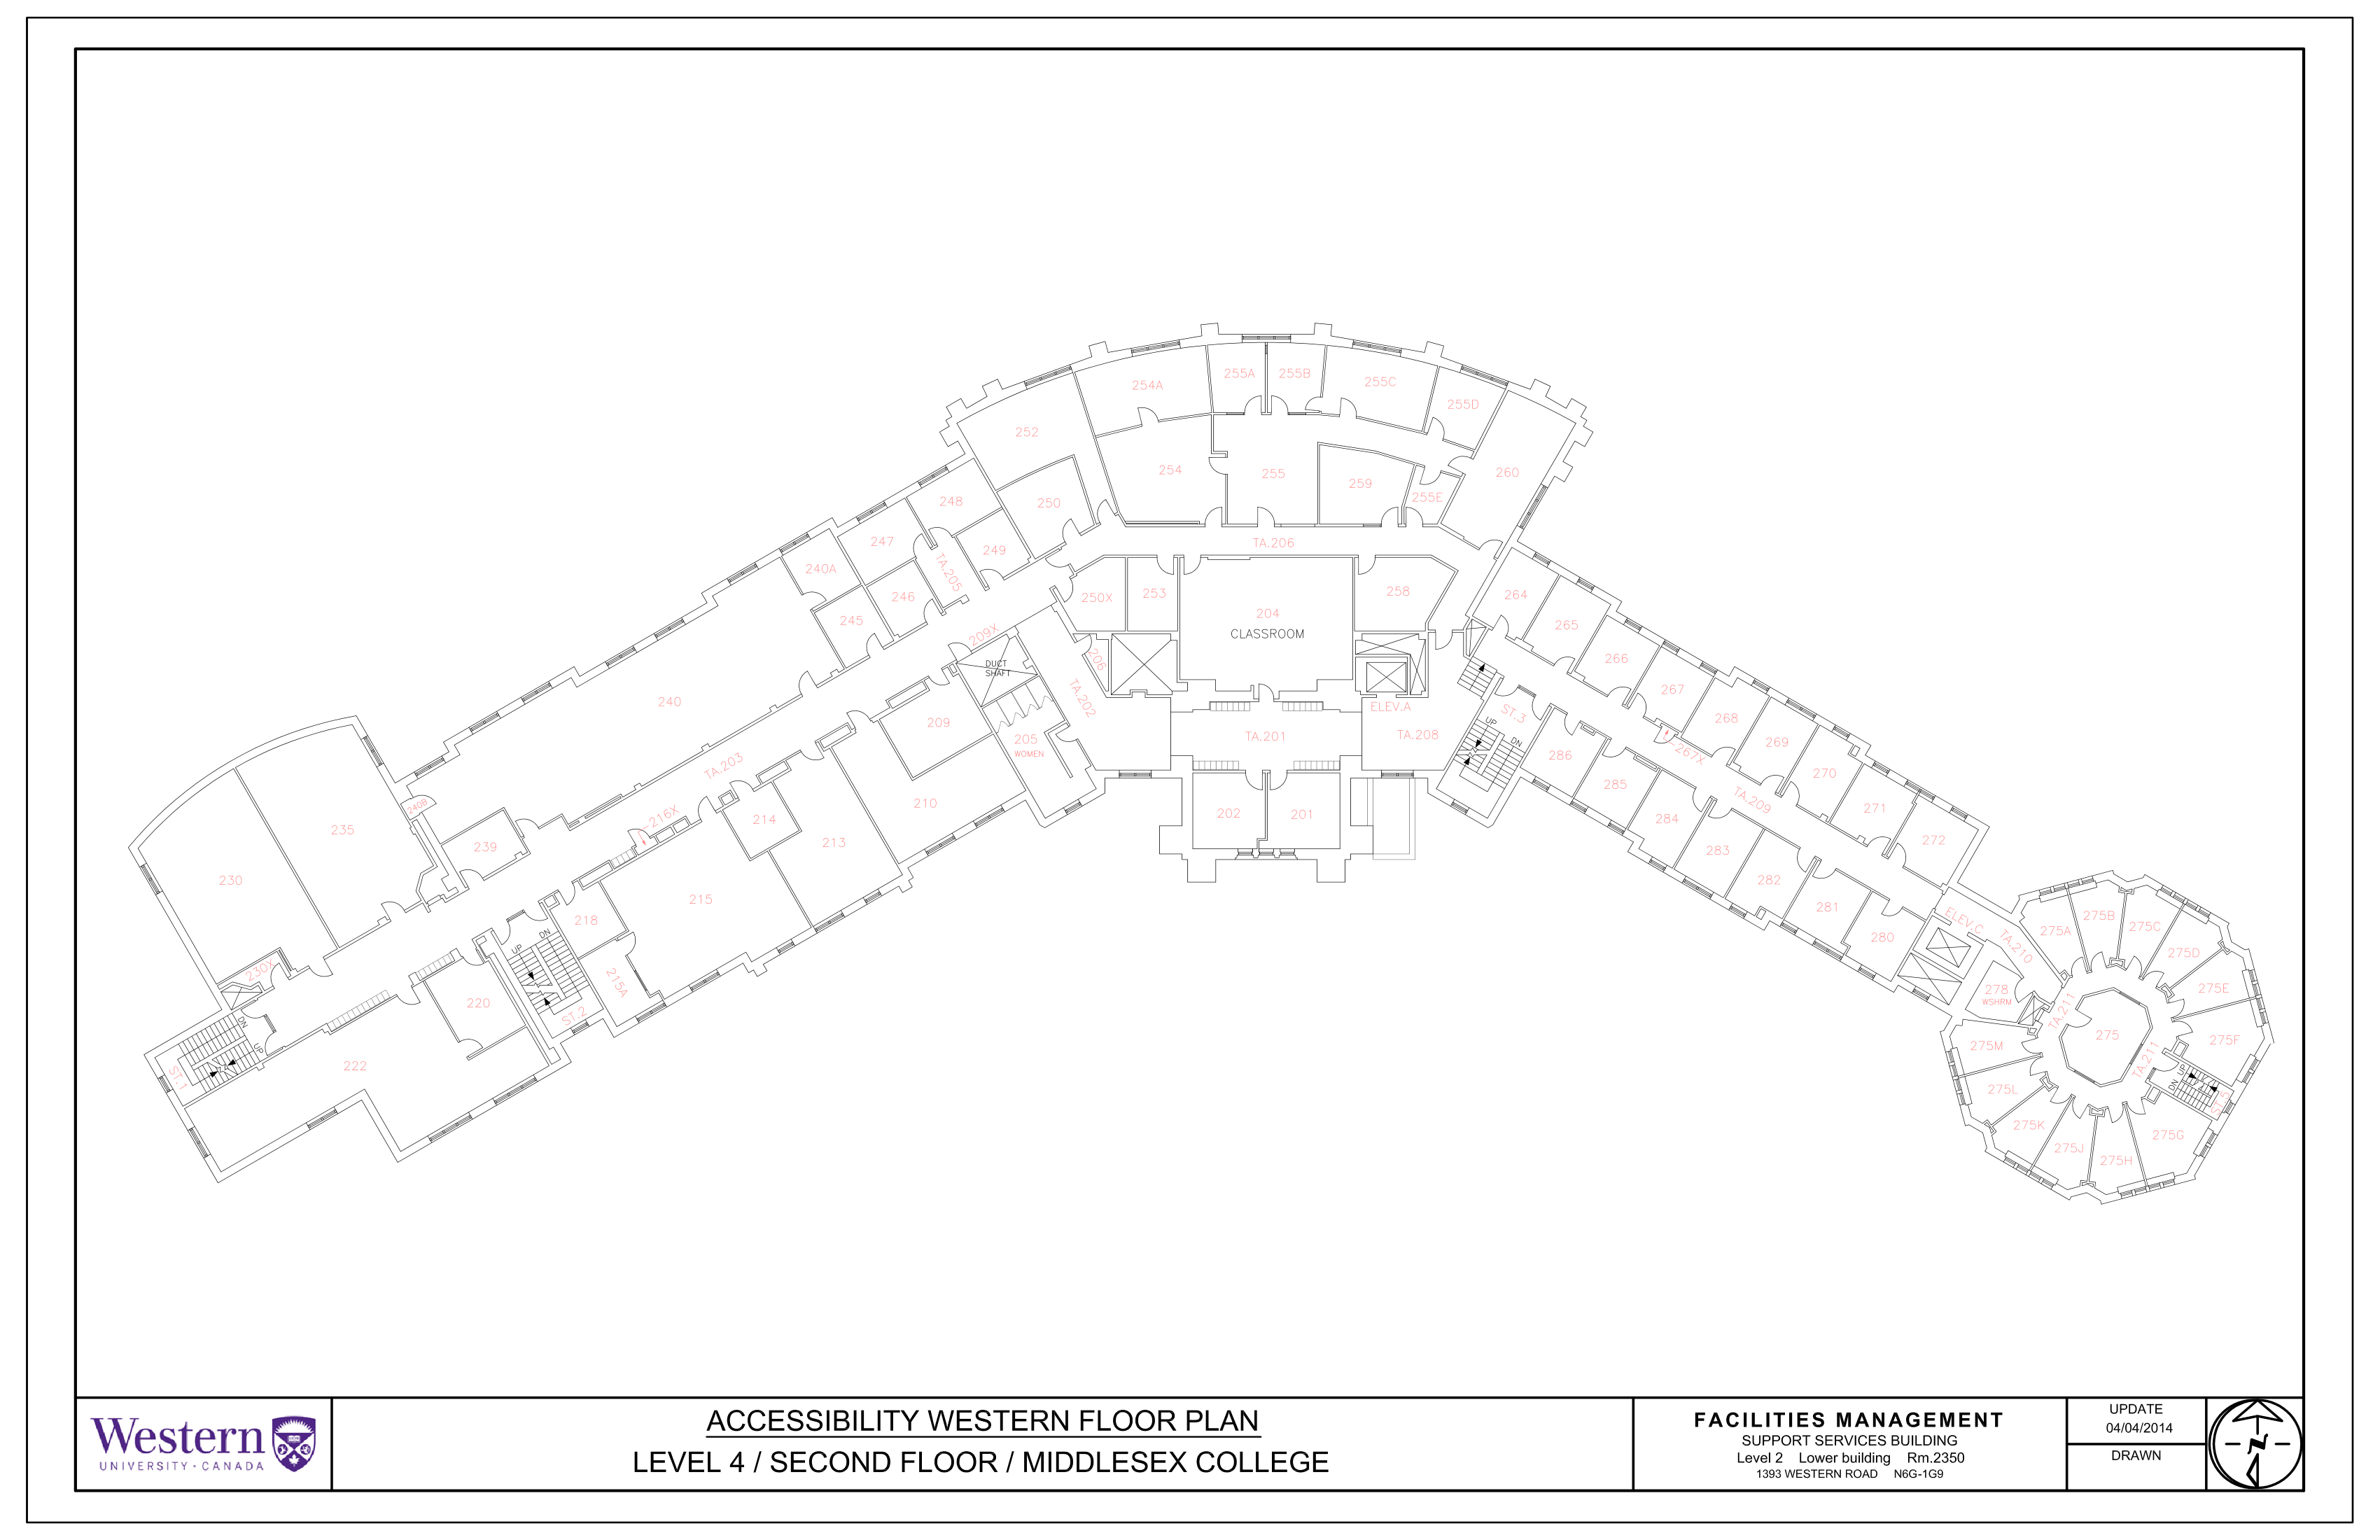 254A
255A
255B
255C
255D
252
254
255
259
255E
260
248
250
247
249
TA.206
240A
TA.205
246
245
250X
253
204
CLASSROOM
258
264
265
266
267
268
269
270
271
272
209X
DUCT
SHAFT
206
TA.202
240
209
205
WOMEN
TA.201
ELEV.A
TA.208
ST.3
UP
DN
267X
TA.209
286
285
284
283
282
281
280
TA.203
210
202
201
214
213
216X
240B
235
239
230
215
218
215A
UP
DN
ST.2
230X
220
222
DN
UP
ST.1
ELEV.C
TA.210
278
WSHRM
TA.211
275
TA.211
275A
275B
275C
275D
275E
275F
UP
DN
ST.5
275G
275H
275J
275K
275L
275M
Western
UNIVERSITY · CANADA
ACCESSIBILITY WESTERN FLOOR PLAN
LEVEL 4 / SECOND FLOOR / MIDDLESEX COLLEGE
FACILITIES MANAGEMENT
SUPPORT SERVICES BUILDING
Level 2 Lower building Rm.2350
1393 WESTERN ROAD N6G-1G9
UPDATE
04/04/2014
DRAWN
N